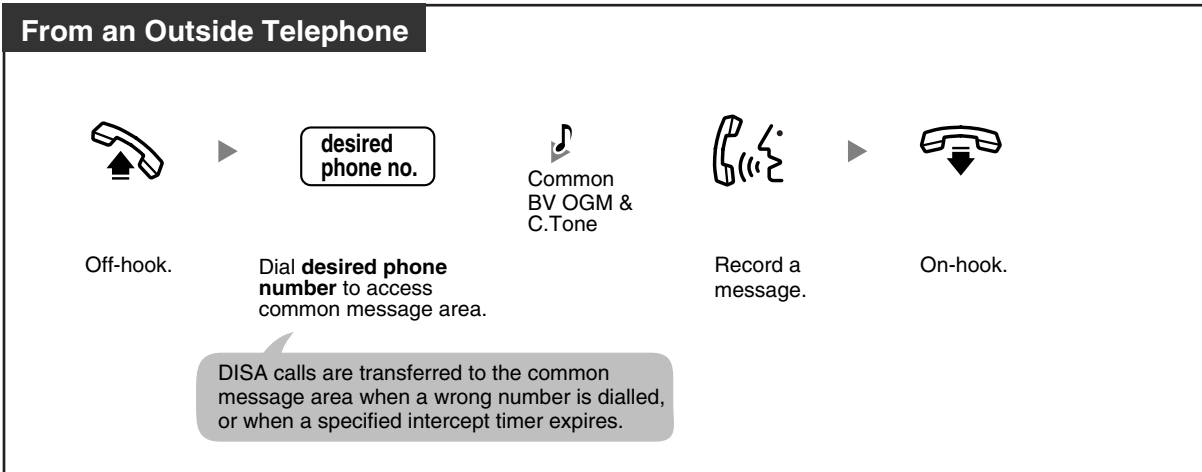 From an Outside Telephone
desired
phone no.
Common
BV OGM &
C.Tone
Off-hook.
Dial desired phone
number to access
common message area.
Record a
message.
On-hook.
DISA calls are transferred to the common
message area when a wrong number is dialled,
or when a specified intercept timer expires.